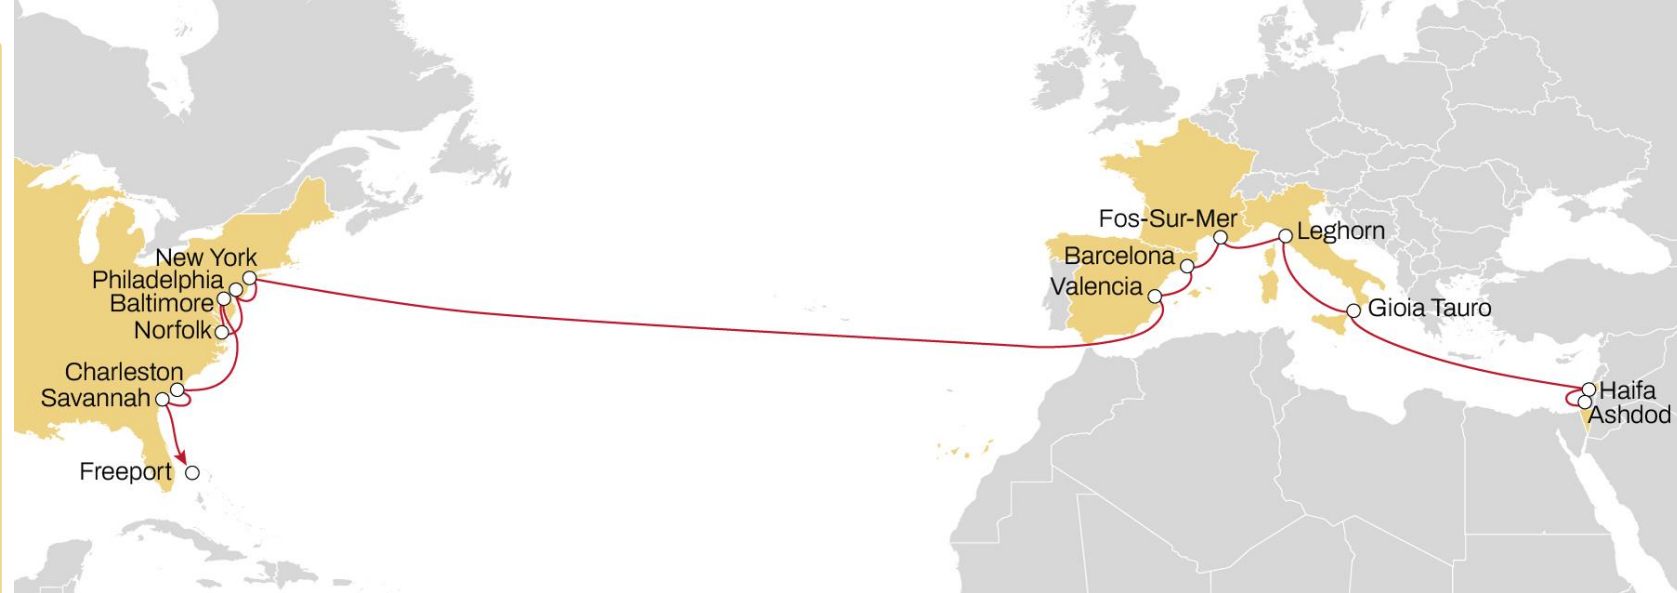 Fos-Sur-Mer
Leghorn
New York
Barcelona
Philadelphia
Valencia
Baltimore
Gioia Tauro
Norfolk
Charleston
Haifa
Savannah
Ashdod
Freeport